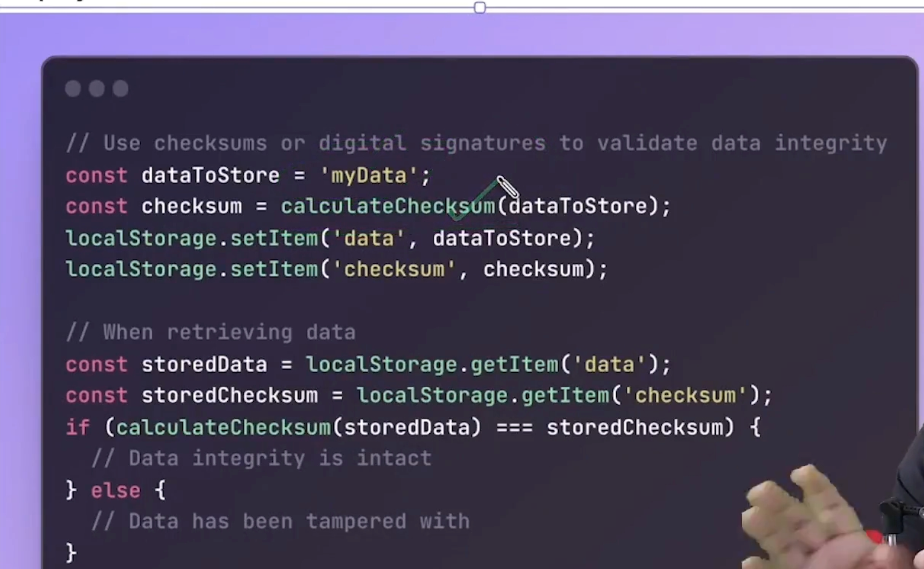 // Use checksums or digital signatures to validate data integrity
const dataToStore = 'myData';
const checksum = calculateChecksum(dataToStore);
localStorage.setItem('data', dataToStore);
localStorage.setItem('checksum', checksum);
// When retrieving data
const storedData = localStorage.getItem('data');
const storedChecksum = localStorage.getItem('checksum');
if (calculateChecksum(storedData) === storedChecksum) {
// Data integrity is intact
} else {
// Data has been tampered with
}